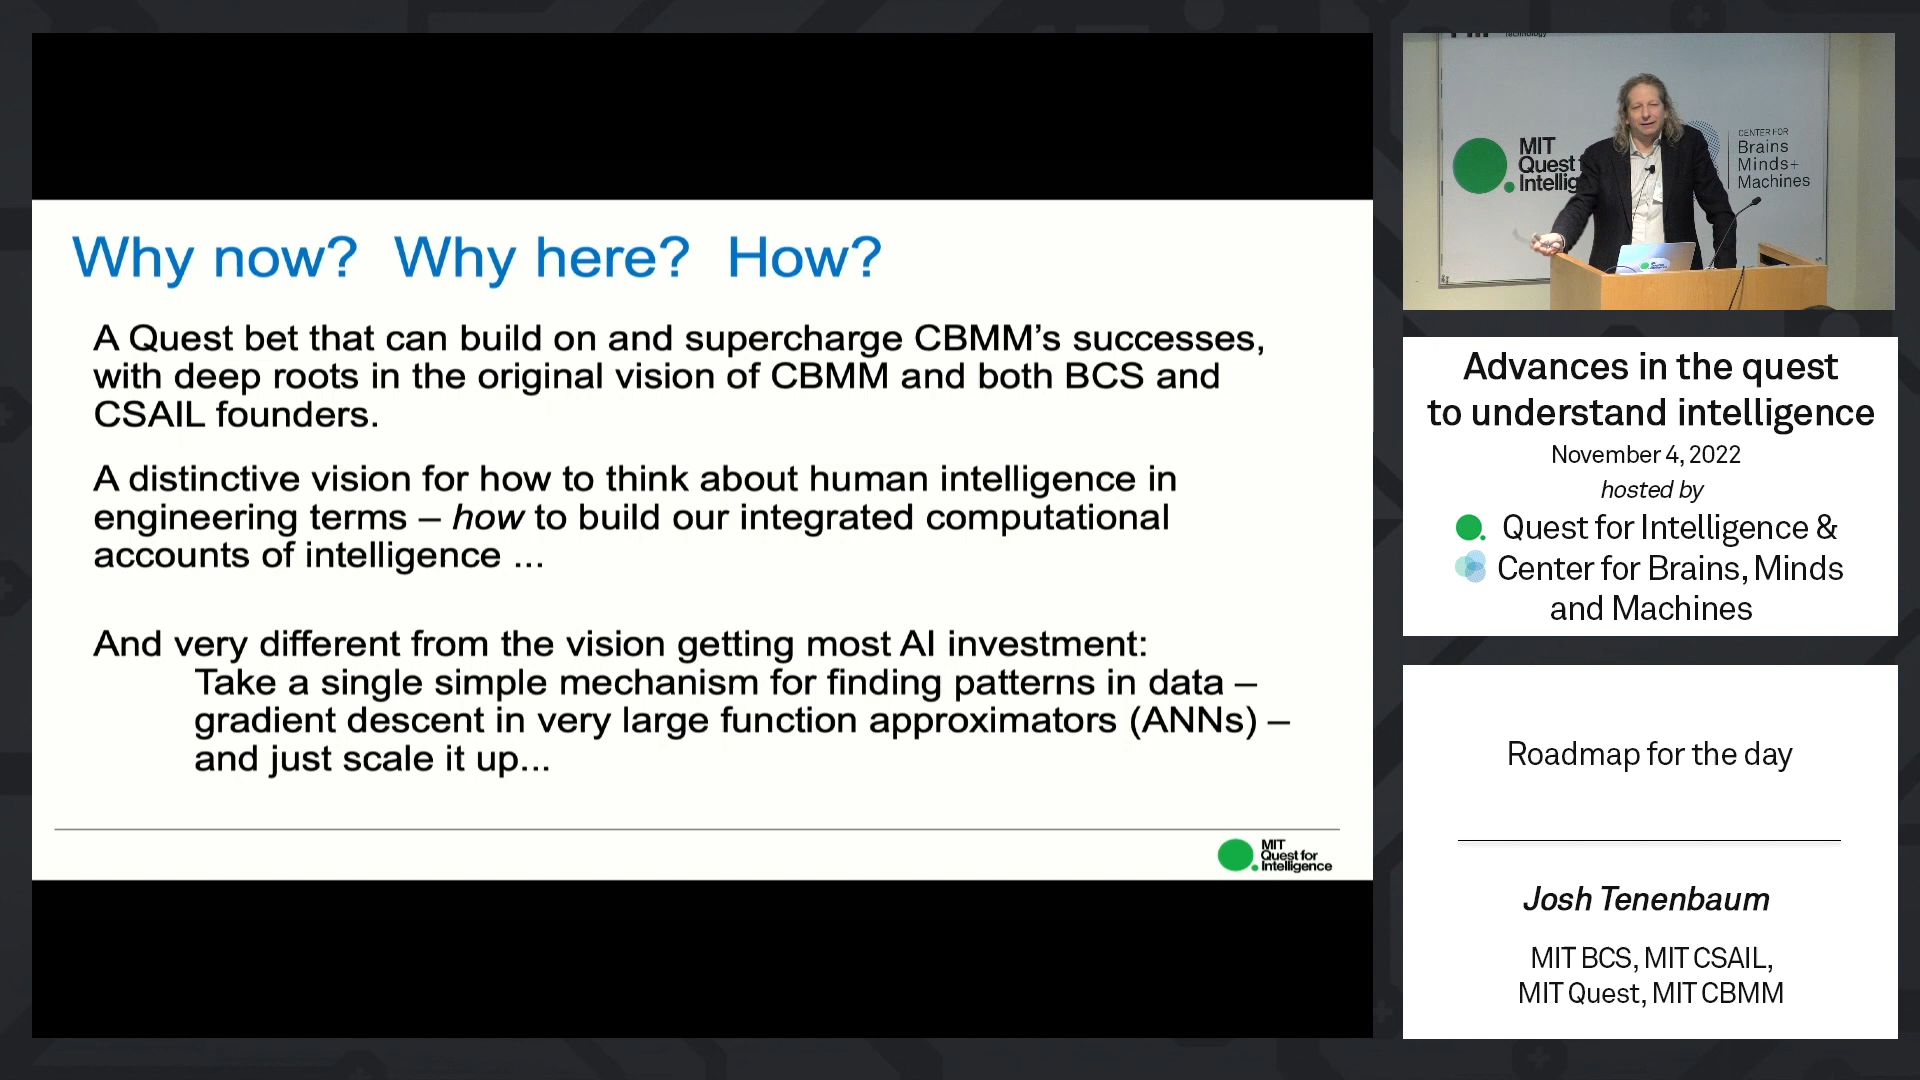 Why now? Why here? How?
A Quest bet that can build on and supercharge CBMM’s successes,
with deep roots in the original vision of CBMM and both BCS and
CSAIL founders.
A distinctive vision for how to think about human intelligence in
engineering terms – how to build our integrated computational
accounts of intelligence ...
And very different from the vision getting most AI investment:
Take a single simple mechanism for finding patterns in data –
gradient descent in very large function approximators (ANNs) –
and just scale it up...
MIT
Quest for
Intelligence
MIT
Quest
Intellig
CENTER FOR
Brains
Minds+
Machines
Advances in the quest
to understand intelligence
November 4, 2022
hosted by
Quest for Intelligence &
Center for Brains, Minds
and Machines
Roadmap for the day
Josh Tenenbaum
MIT BCS, MIT CSAIL,
MIT Quest, MIT CBMM